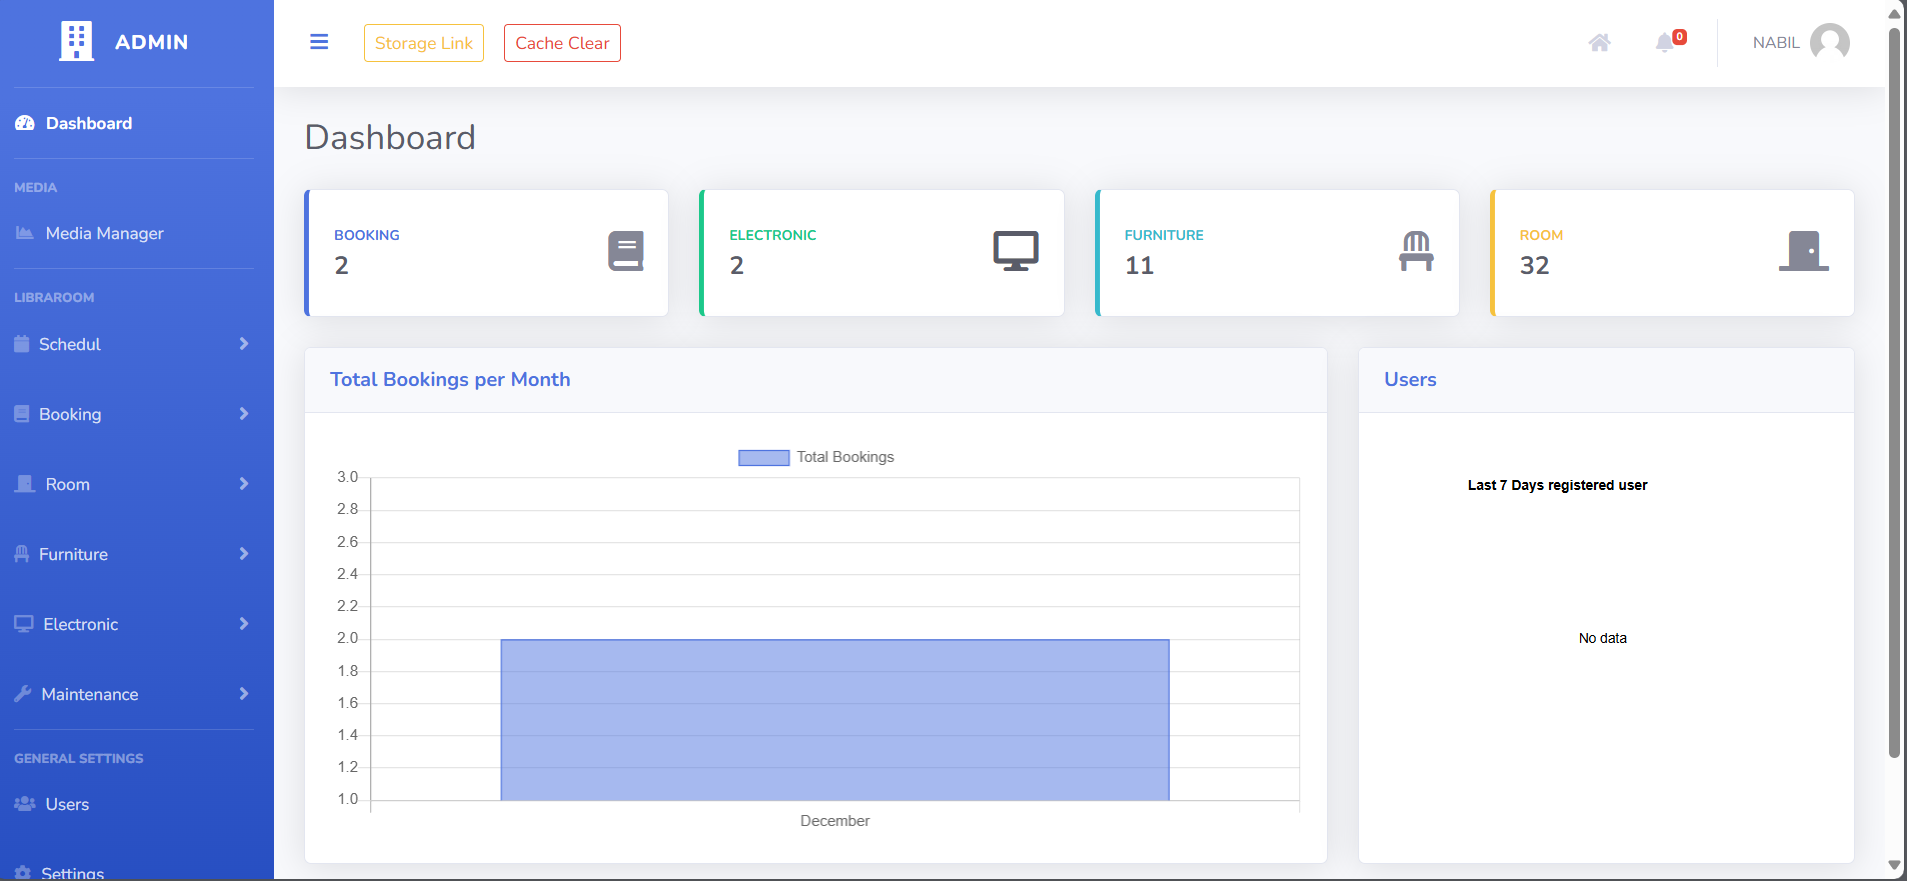 ADMIN
Storage Link
Cache Clear
0
NABIL
Dashboard
MEDIA
Media Manager
LIBRAROOM
Schedul
Booking
Room
Furniture
Electronic
Maintenance
GENERAL SETTINGS
Users
Settings
Dashboard
BOOKING
2
ELECTRONIC
2
FURNITURE
11
ROOM
32
Total Bookings per Month
Total Bookings
3.0
2.8
2.6
2.4
2.2
2.0
1.8
1.6
1.4
1.2
1.0
December
Users
Last 7 Days registered user
No data